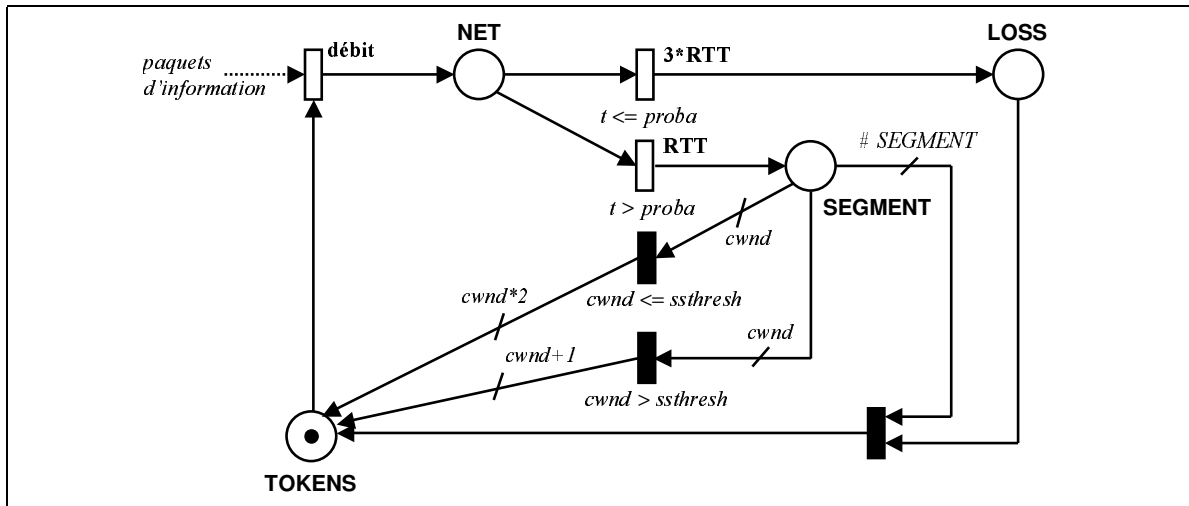 NET
LOSS
débit
3*RTT
paquets
d'information
t <= proba
# SEGMENT
RTT
SEGMENT
t > proba
cwnd
cwnd*2
cwnd <= ssthresh
cwnd
cwnd+1
cwnd > ssthresh
TOKENS